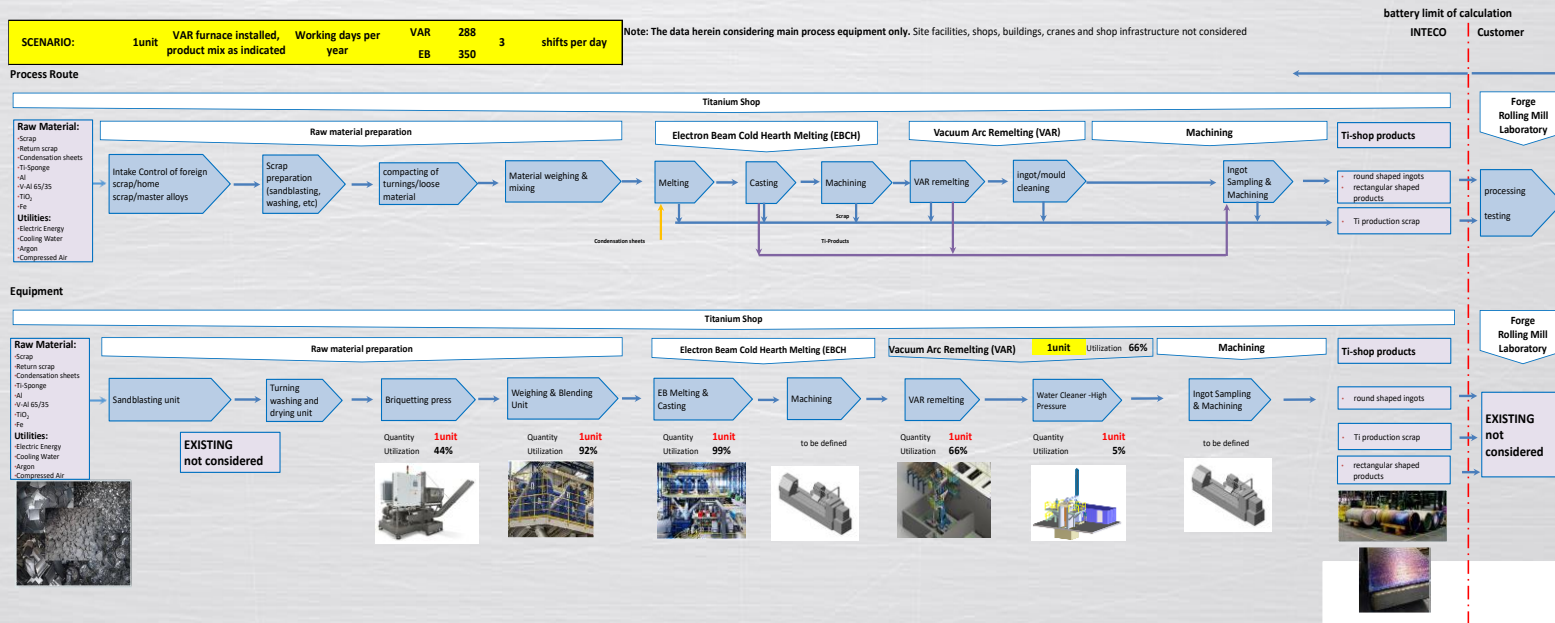 battery limit of calculation
INTECO
Customer
SCENARIO:
1unit
VAR furnace installed,
product mix as indicated
Working days per
year
VAR 288
EB 350
3
shifts per day
Note: The data herein considering main process equipment only. Site facilities, shops, buildings, cranes and shop infrastructure not considered
Process Route
Titanium Shop
Forge
Rolling Mill
Laboratory
Raw Material:
-Scrap
-Return scrap
-Condensation sheets
-Ti-Sponge
-Al
-V-Al 65/35
-TiO2
-Fe
Utilities:
-Electric Energy
-Cooling Water
-Argon
-Compressed Air
Raw material preparation
Electron Beam Cold Hearth Melting (EBCH)
Vacuum Arc Remelting (VAR)
Machining
Ti-shop products
Intake Control of foreign
scrap/home
scrap/master alloys
Scrap
preparation
(sandblasting,
washing, etc)
compacting of
turnings/loose
material
Material weighing &
mixing
Melting
Casting
Machining
VAR remelting
ingot/mould
cleaning
Ingot
Sampling &
Machining
- round shaped ingots
- rectangular shaped
products
- Ti production scrap
processing
testing
Scrap
Condensation sheets
Ti-Products
Equipment
Titanium Shop
Forge
Rolling Mill
Laboratory
Raw Material:
-Scrap
-Return scrap
-Condensation sheets
-Ti-Sponge
-Al
-V-Al 65/35
-TiO2
-Fe
Utilities:
-Electric Energy
-Cooling Water
-Argon
-Compressed Air
Raw material preparation
Electron Beam Cold Hearth Melting (EBCH
Vacuum Arc Remelting (VAR) 1unit Utilization 66%
Machining
Ti-shop products
Sandblasting unit
Turning
washing and
drying unit
Briquetting press
Weighing & Blending
Unit
EB Melting &
Casting
Machining
VAR remelting
Water Cleaner -High
Pressure
Ingot Sampling
& Machining
- round shaped ingots
- Ti production scrap
- rectangular shaped
products
EXISTING
not
considered
EXISTING
not considered
Quantity 1unit
Utilization 44%
Quantity 1unit
Utilization 92%
Quantity 1unit
Utilization 99%
to be defined
Quantity 1unit
Utilization 66%
Quantity 1unit
Utilization 5%
to be defined